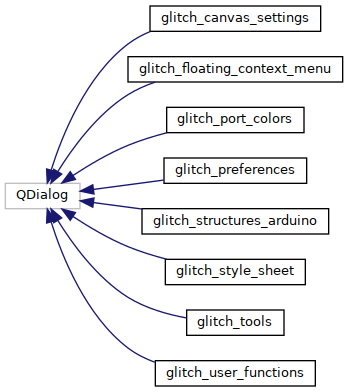 glitch_canvas_settings
glitch_floating_context_menu
glitch_port_colors
glitch_preferences
QDialog
glitch_structures_arduino
glitch_style_sheet
glitch_tools
glitch_user_functions